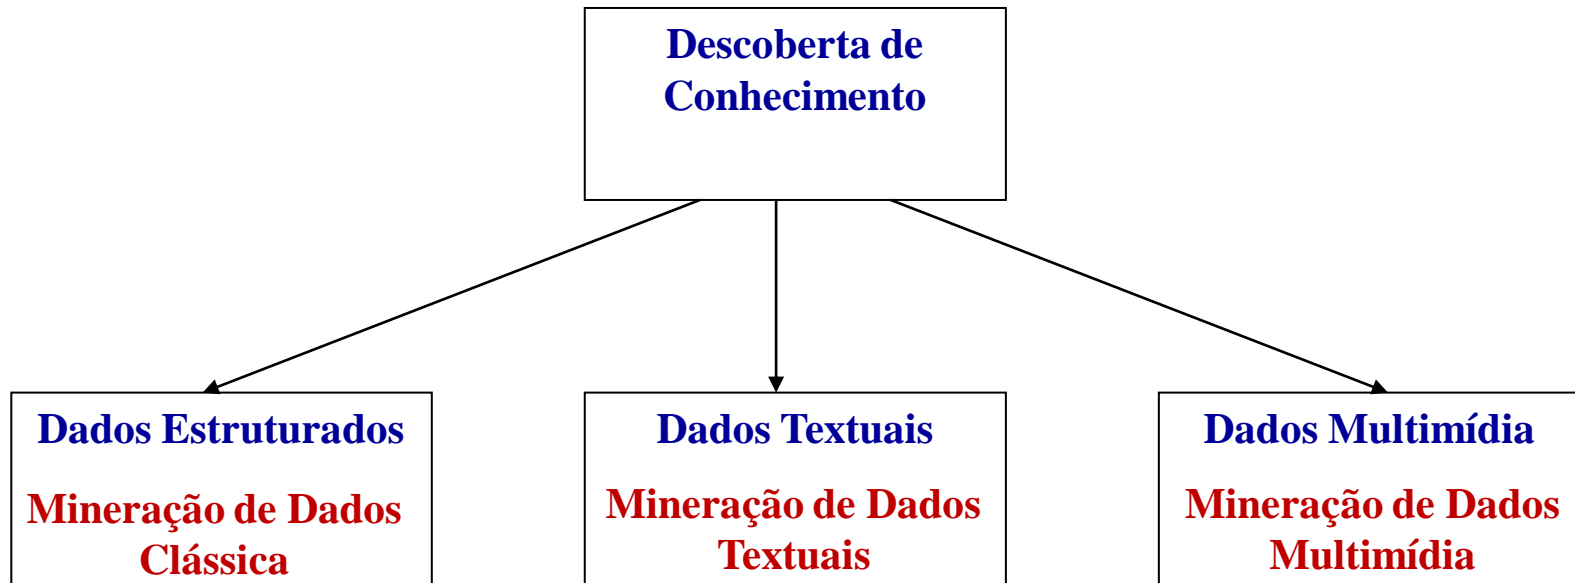 Descoberta de
Conhecimento
Dados Estruturados
Mineração de Dados
Clássica
Dados Textuais
Mineração de Dados
Textuais
Dados Multimídia
Mineração de Dados
Multimídia